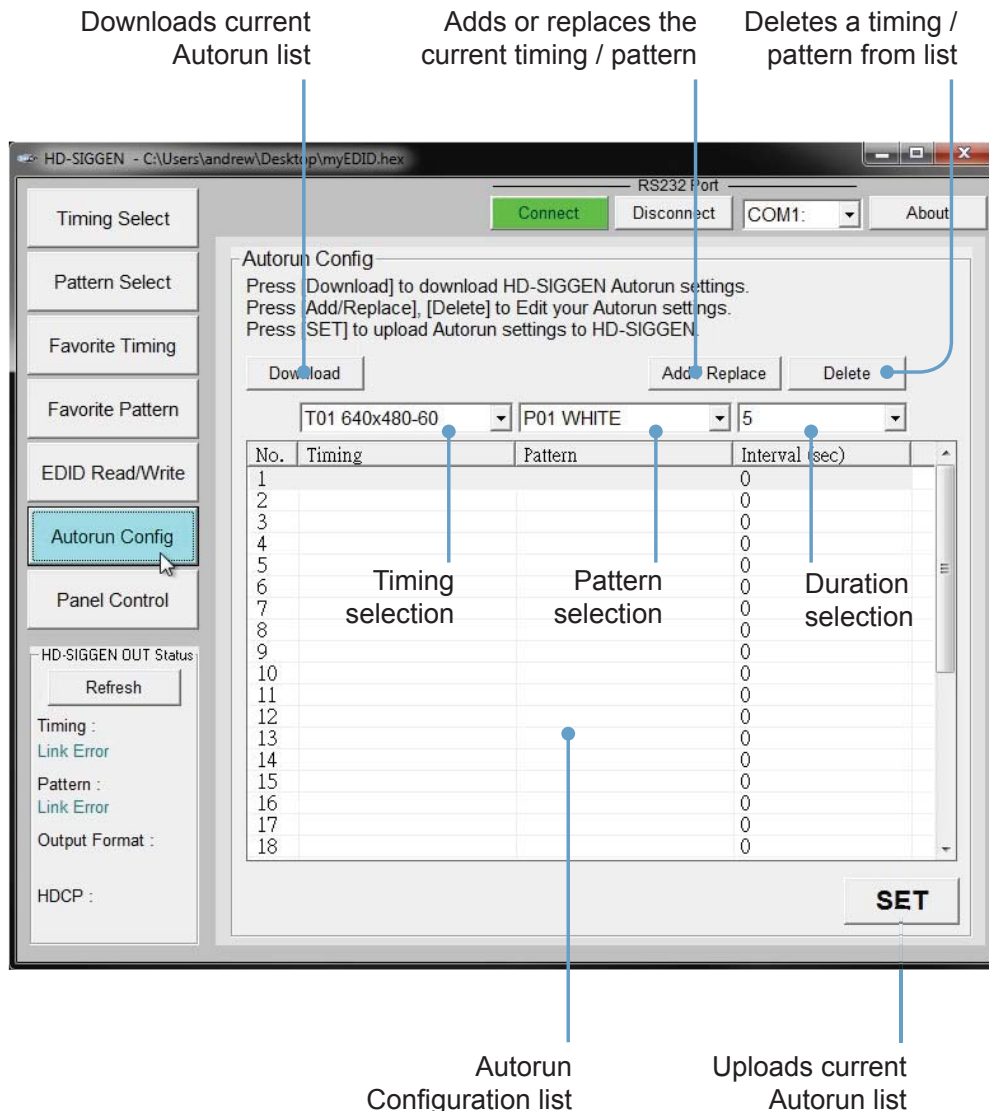 Downloads current
Autorun list
Adds or replaces the
current timing / pattern
Deletes a timing /
pattern from list
HD-SIGGEN - C:\Users\andrew\Desktop\myEDID.hex
RS232 Port
Connect
Disconnect
COM1:
About
Timing Select
Pattern Select
Favorite Timing
Favorite Pattern
EDID Read/Write
Autorun Config
Panel Control
HD-SIGGEN OUT Status
Refresh
Timing :
Link Error
Pattern :
Link Error
Output Format :
HDCP :
Autorun Config
Press [Download] to download HD-SIGGEN Autorun settings.
Press [Add/Replace], [Delete] to Edit your Autorun settings.
Press [SET] to upload Autorun settings to HD-SIGGEN.
Download
Add / Replace
Delete
T01 640x480-60
P01 WHITE
5
No. Timing Pattern Interval (sec)
1 0
2 0
3 0
4 0
5 0
6 0
7 0
8 0
9 0
10 0
11 0
12 0
13 0
14 0
15 0
16 0
17 0
18 0
Timing
selection
Pattern
selection
Duration
selection
SET
Autorun
Configuration list
Uploads current
Autorun list